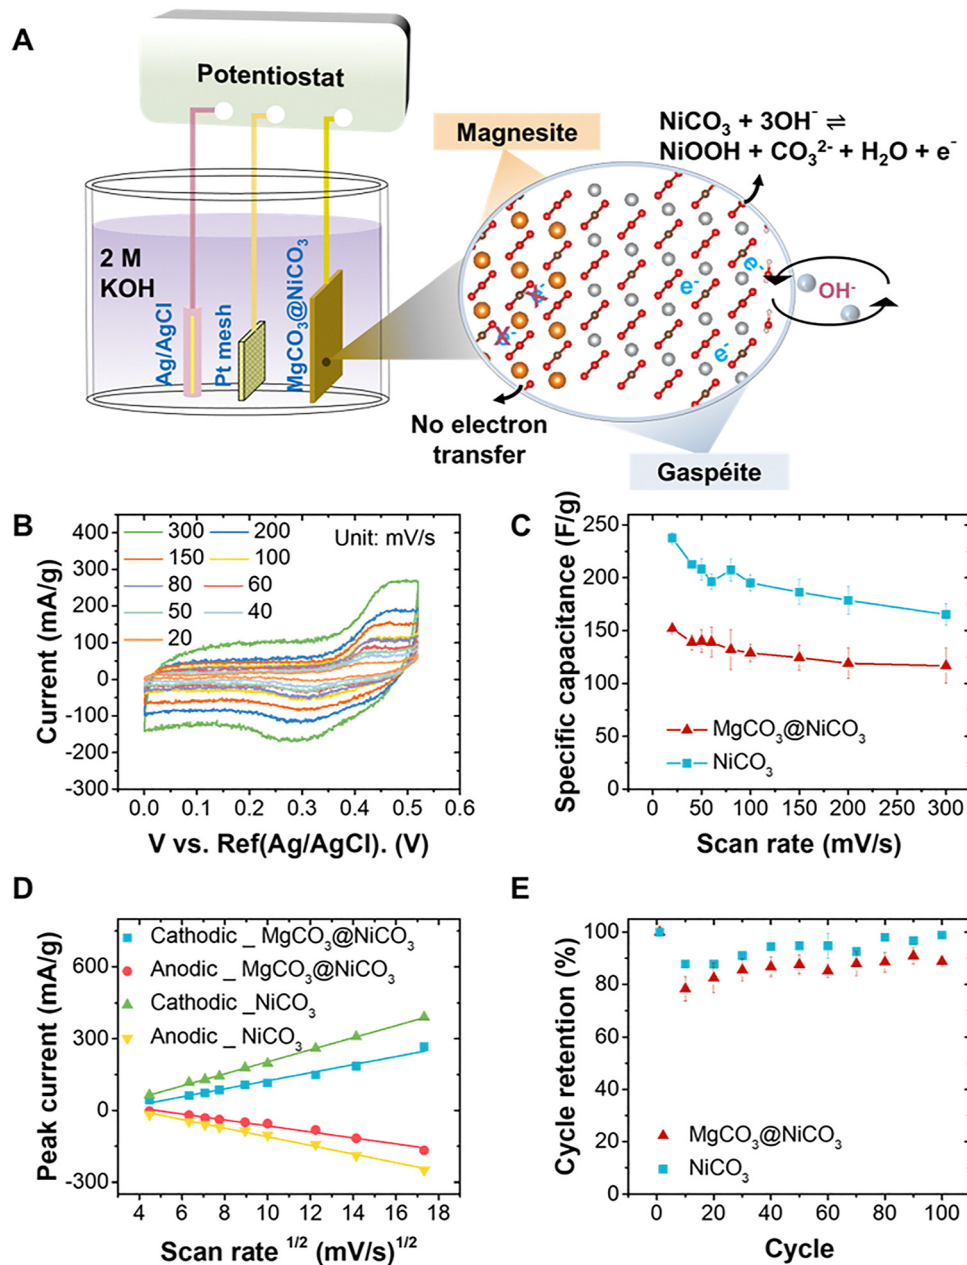 A
Potentiostat
2 M
KOH
Ag/AgCl
Pt mesh
MgCO₃@NiCO₃
Magnesite
NiCO₃ + 3OH⁻ ⇌
NiOOH + CO₃²⁻ + H₂O + e⁻
e⁻
e⁻
e⁻
e⁻
e⁻
OH⁻
No electron
transfer
Gaspéite
B
Current (mA/g)
400
300
200
100
0
-100
-200
-300
300 200
150 100
80 60
50 40
20
Unit: mV/s
0.0 0.1 0.2 0.3 0.4 0.5 0.6
V vs. Ref(Ag/AgCl). (V)
C
Specific capacitance (F/g)
250
200
150
100
50
0
MgCO₃@NiCO₃
NiCO₃
0 50 100 150 200 250 300
Scan rate (mV/s)
D
Peak current (mA/g)
750
300
0
-300
Cathodic _ MgCO₃@NiCO₃
Anodic _ MgCO₃@NiCO₃
Cathodic _NiCO₃
Anodic _ NiCO₃
4 6 8 10 12 14 16 18
Scan rate ¹/² (mV/s)¹/²
E
Cycle retention (%)
100
80
60
40
20
0
MgCO₃@NiCO₃
NiCO₃
0 20 40 60 80 100
Cycle